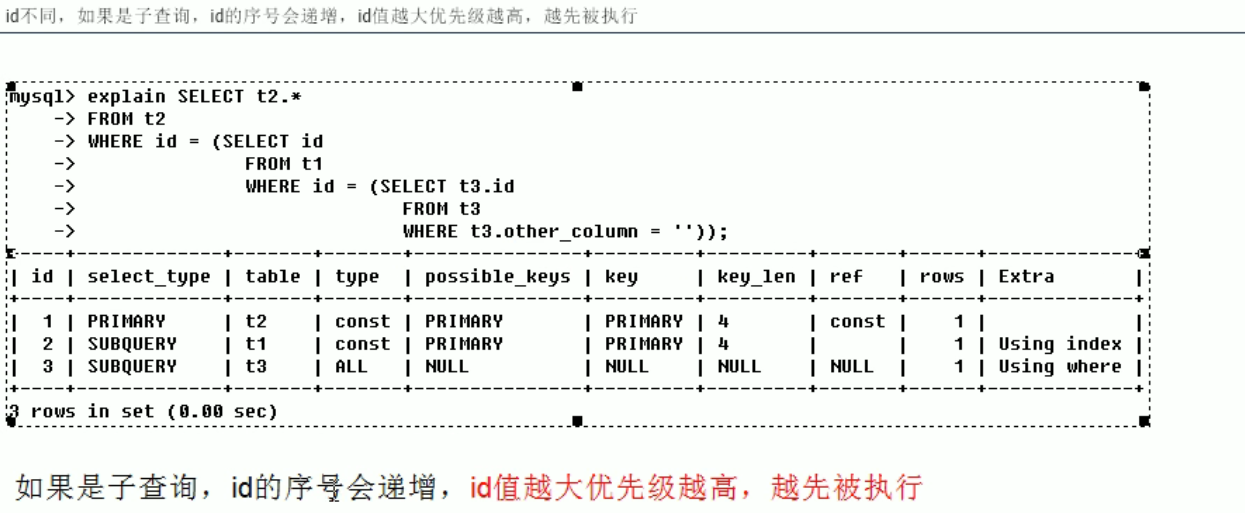 id不同，如果是子查询，id的序号会递增，id值越大优先级越高，越先被执行
mysql> explain SELECT t2.*
    -> FROM t2
    -> WHERE id = (SELECT id
    ->               FROM t1
    ->               WHERE id = (SELECT t3.id
    ->                             FROM t3
    ->                             WHERE t3.other_column = ''));
| id | select_type | table | type  | possible_keys | key     | key_len | ref   | rows | Extra       |
|  1 | PRIMARY     | t2    | const | PRIMARY       | PRIMARY | 4       | const |    1 |             |
|  2 | SUBQUERY    | t1    | const | PRIMARY       | PRIMARY | 4       |       |    1 | Using index |
|  3 | SUBQUERY    | t3    | ALL   | NULL          | NULL    | NULL    | NULL  |    1 | Using where |
3 rows in set (0.00 sec)
如果是子查询，id的序号会递增，id值越大优先级越高，越先被执行